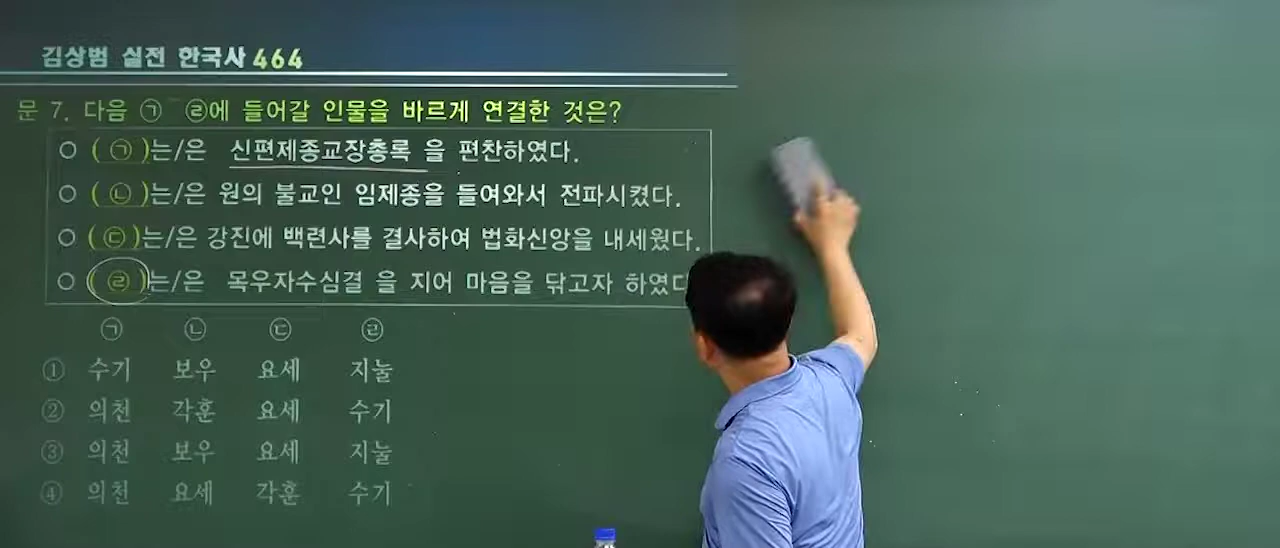 김상범 실전 한국사 464
문 7. 다음 ㉠ ㉣에 들어갈 인물을 바르게 연결한 것은?
○ ( ㉠ )는/은 신편제종교장총록 을 편찬하였다.
○ ( ㉡ )는/은 원의 불교인 임제종을 들여와서 전파시켰다.
○ ( ㉢ )는/은 강진에 백련사를 결사하여 법화신앙을 내세웠다.
○ ( ㉣ )는/은 목우자수심결 을 지어 마음을 닦고자 하였다
㉠ ㉡ ㉢ ㉣
① 수기 보우 요세 지눌
② 의천 각훈 요세 수기
③ 의천 보우 요세 지눌
④ 의천 요세 각훈 수기